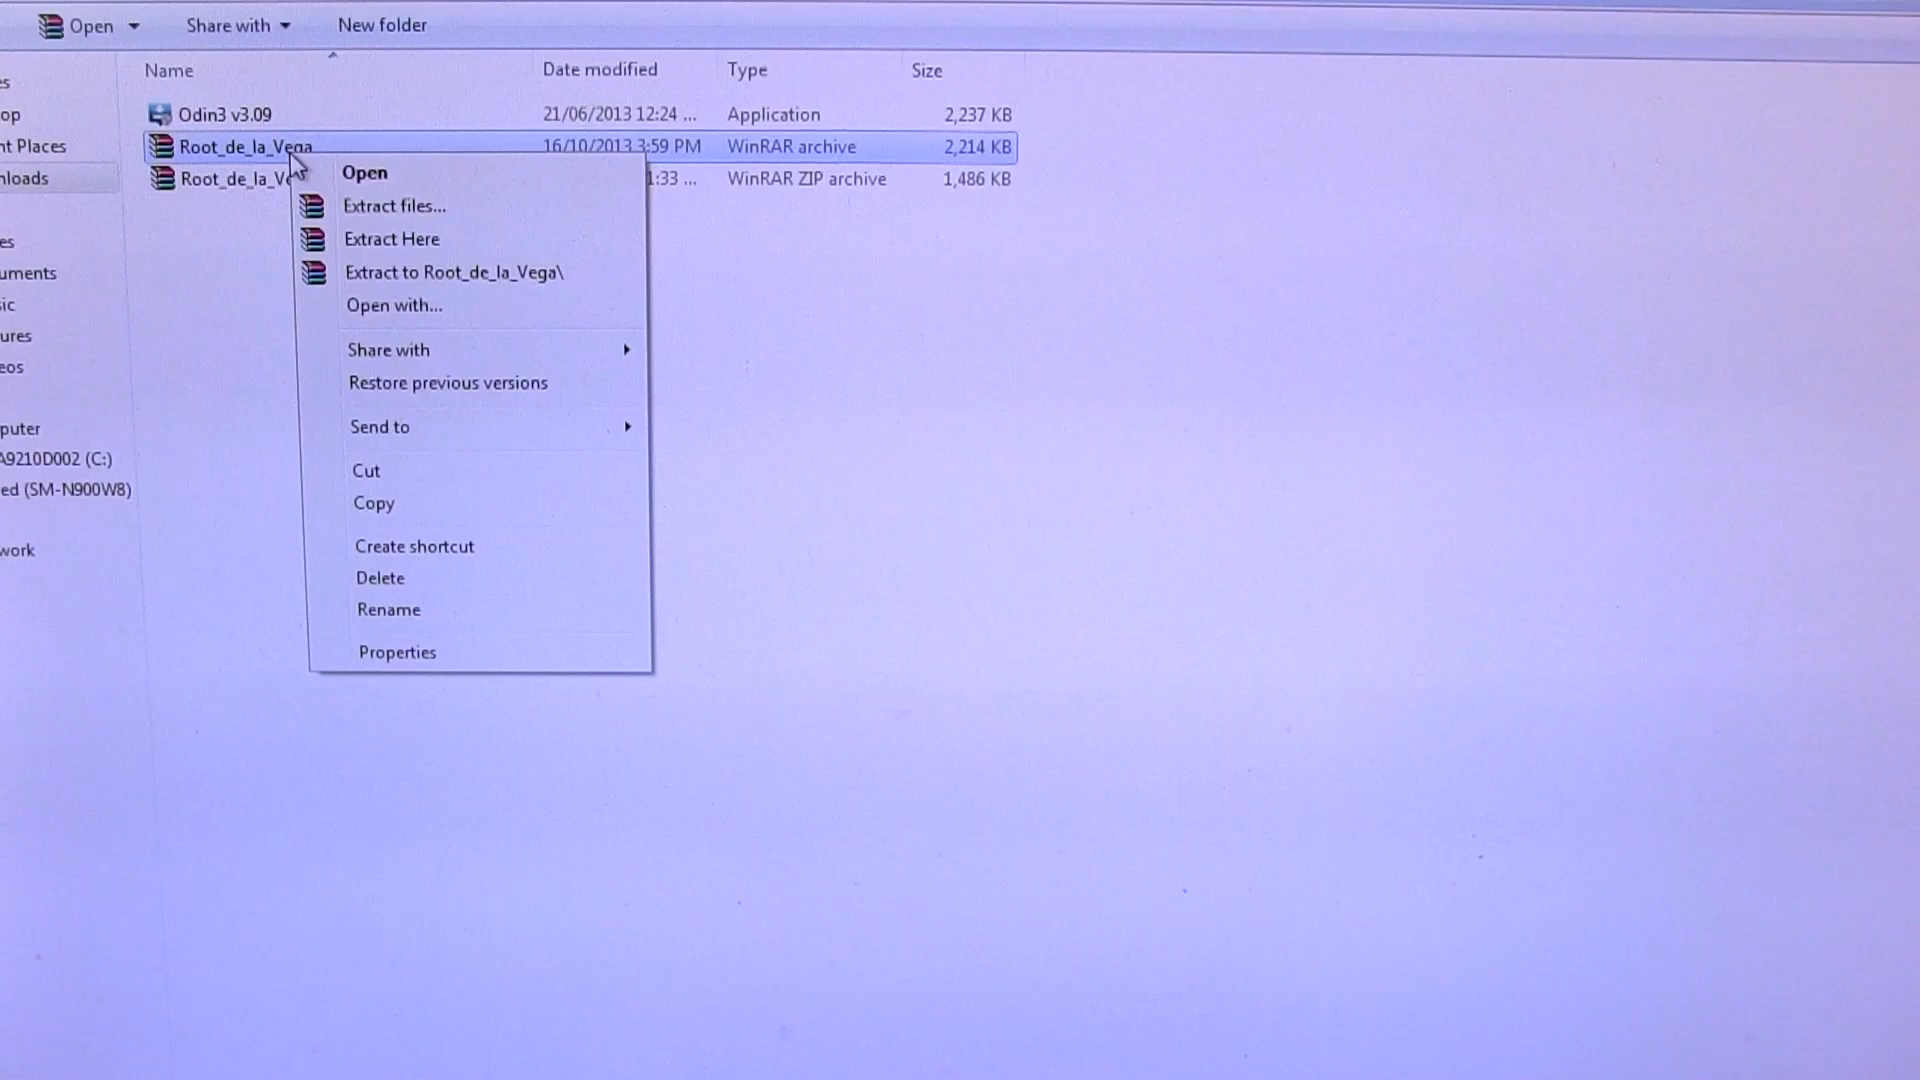 Open Share with New folder
Name Date modified Type Size
Odin3 v3.09 21/06/2013 12:24 ... Application 2,237 KB
Root_de_la_Vega 16/10/2013 3:59 PM WinRAR archive 2,214 KB
Root_de_la_Ve 1:33 ... WinRAR ZIP archive 1,486 KB
es
op
nt Places
nloads
es
uments
sic
ures
eos
puter
A9210D002 (C:)
ed (SM-N900W8)
work
Open
Extract files...
Extract Here
Extract to Root_de_la_Vega\
Open with...
Share with
Restore previous versions
Send to
Cut
Copy
Create shortcut
Delete
Rename
Properties